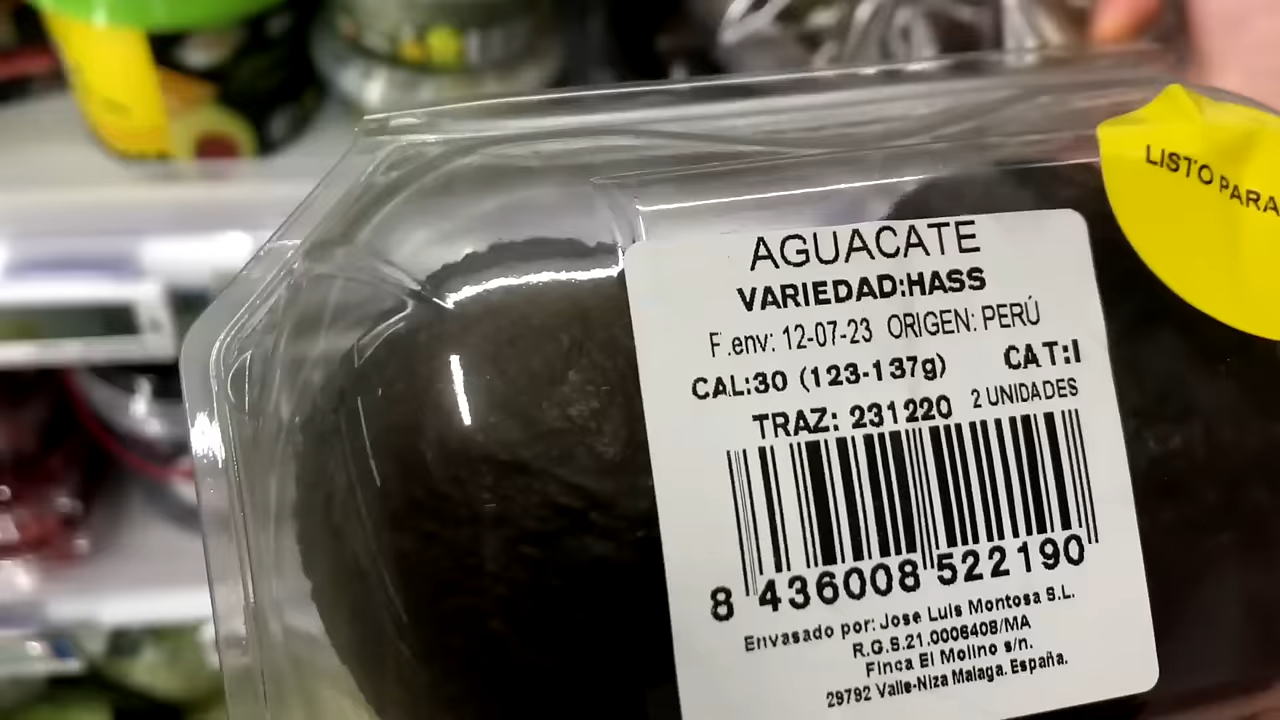 LISTO PARA
AGUACATE
VARIEDAD:HASS
F.env: 12-07-23 ORIGEN: PERÚ
CAL:30 (123-137g) CAT:I
TRAZ: 231220 2 UNIDADES
8 436008 522190
Envasado por: Jose Luis Montosa S.L.
R.G.S.21.0006408/MA
Finca El Molino s/n.
29792 Valle-Niza Malaga. España.